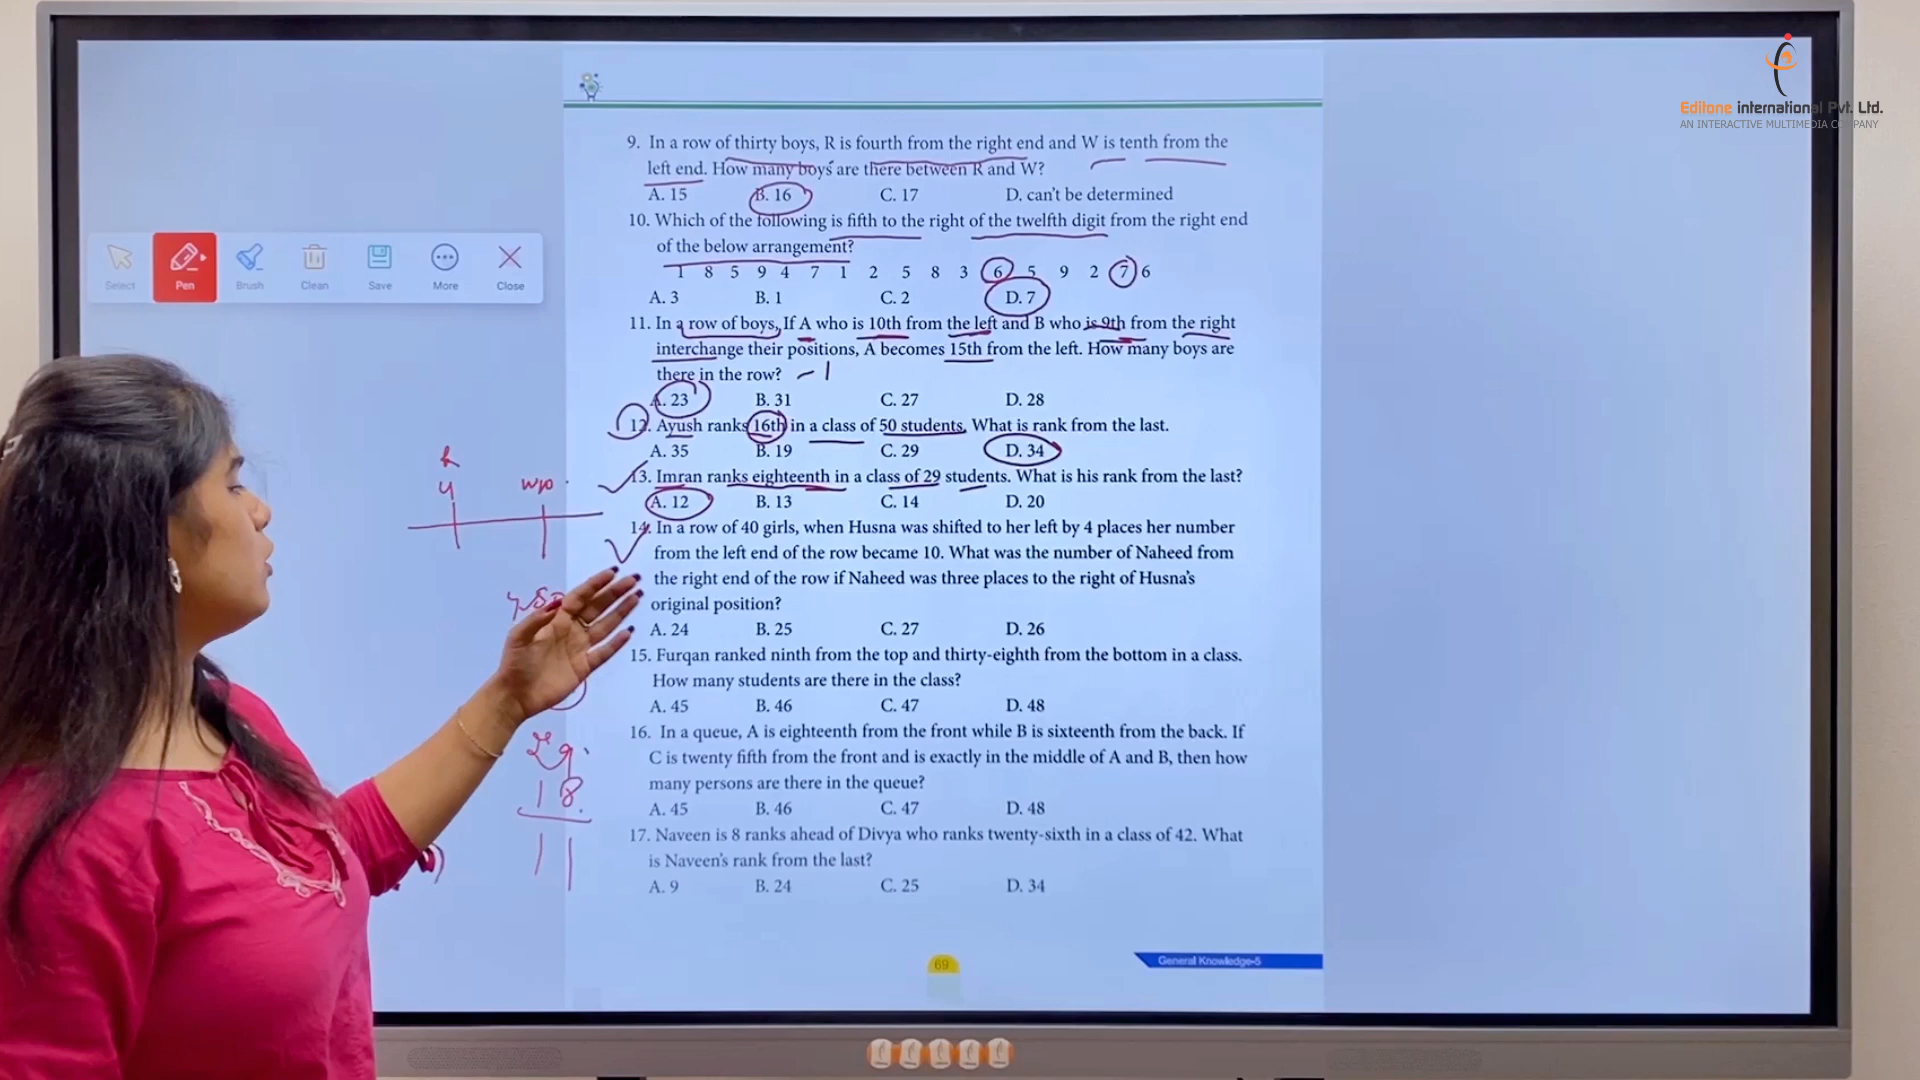 Editone international Pvt. Ltd.
AN INTERACTIVE MULTIMEDIA COMPANY
9. In a row of thirty boys, R is fourth from the right end and W is tenth from the
left end. How many boys are there between R and W?
A. 15 B. 16 C. 17 D. can't be determined
10. Which of the following is fifth to the right of the twelfth digit from the right end
of the below arrangement?
1 8 5 9 4 7 1 2 5 8 3 6 5 9 2 7 6
A. 3 B. 1 C. 2 D. 7
11. In a row of boys, If A who is 10th from the left and B who is 9th from the right
interchange their positions, A becomes 15th from the left. How many boys are
there in the row? - 1
A. 23 B. 31 C. 27 D. 28
12. Ayush ranks 16th in a class of 50 students, What is rank from the last.
A. 35 B. 19 C. 29 D. 34
13. Imran ranks eighteenth in a class of 29 students. What is his rank from the last?
A. 12 B. 13 C. 14 D. 20
14. In a row of 40 girls, when Husna was shifted to her left by 4 places her number
from the left end of the row became 10. What was the number of Naheed from
the right end of the row if Naheed was three places to the right of Husna's
original position?
A. 24 B. 25 C. 27 D. 26
15. Furqan ranked ninth from the top and thirty-eighth from the bottom in a class.
How many students are there in the class?
A. 45 B. 46 C. 47 D. 48
16. In a queue, A is eighteenth from the front while B is sixteenth from the back. If
C is twenty fifth from the front and is exactly in the middle of A and B, then how
many persons are there in the queue?
A. 45 B. 46 C. 47 D. 48
17. Naveen is 8 ranks ahead of Divya who ranks twenty-sixth in a class of 42. What
is Naveen's rank from the last?
A. 9 B. 24 C. 25 D. 34
69
General Knowledge-5
Select Pen Brush Clean Save More Close
R
4 W10
29
18
11